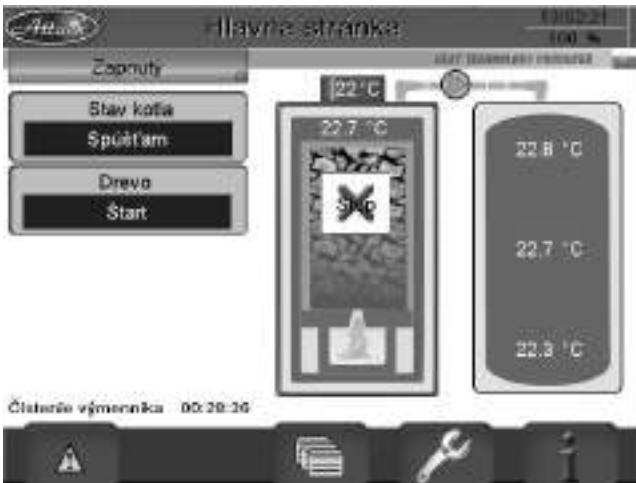 Attack
Hlavná stránka
100 %
Zapnutý
22 °C
Stav kotla
Spúšťam
22.7 °C
22.8 °C
Drevo
Štart
Stop
22.7 °C
22.3 °C
Čistenie výmenníka 00:28:36